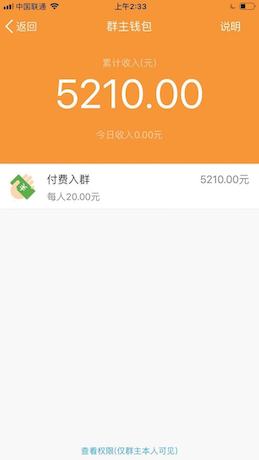 中国联通 上午2:33
返回 群主钱包 说明
累计收入(元)
5210.00
今日收入0.00元
付费入群 5210.00元
每人20.00元
查看权限(仅群主本人可见)